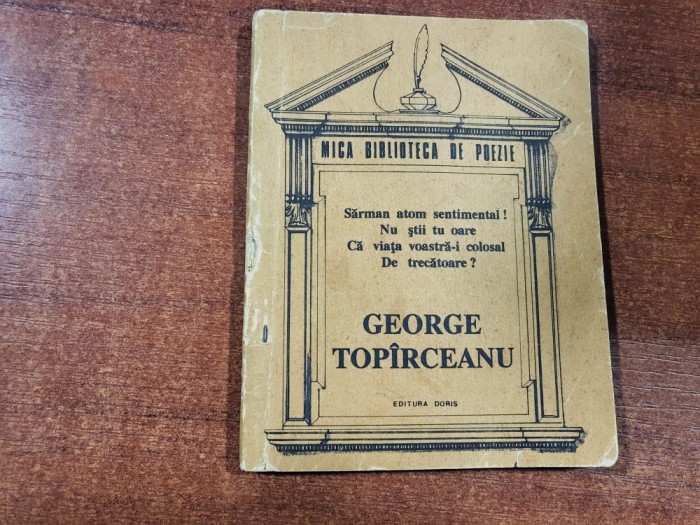 MICA BIBLIOTECA DE POEZIE
Sărman atom sentimental !
Nu ştii tu oare
Că viaţa voastră-i colosal
De trecătoare ?
GEORGE
TOPÎRCEANU
EDITURA DORIS